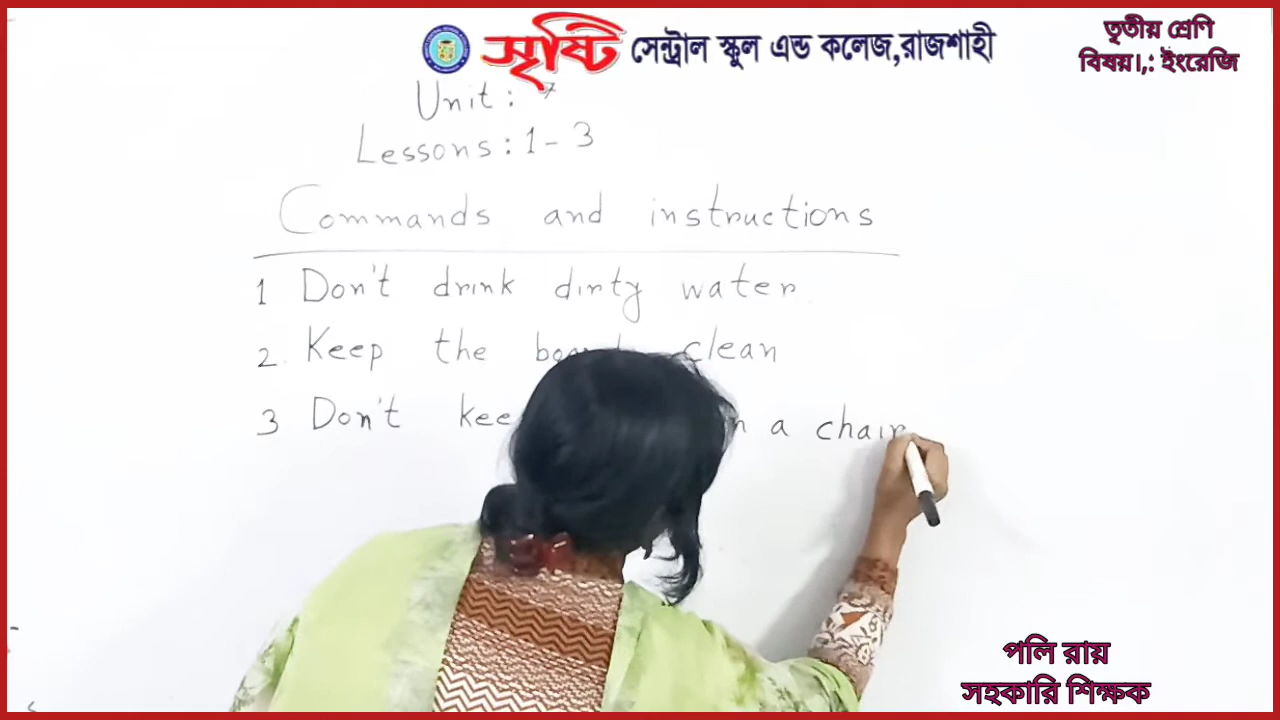 সৃষ্টি সেন্ট্রাল স্কুল এন্ড কলেজ,রাজশাহী
তৃতীয় শ্রেণি
বিষয়।,: ইংরেজি
Unit: 7
Lessons: 1-3
Commands and instructions
1 Don't drink dirty water
2. Keep the clean
3 Don't a chair
পলি রায়
সহকারি শিক্ষক